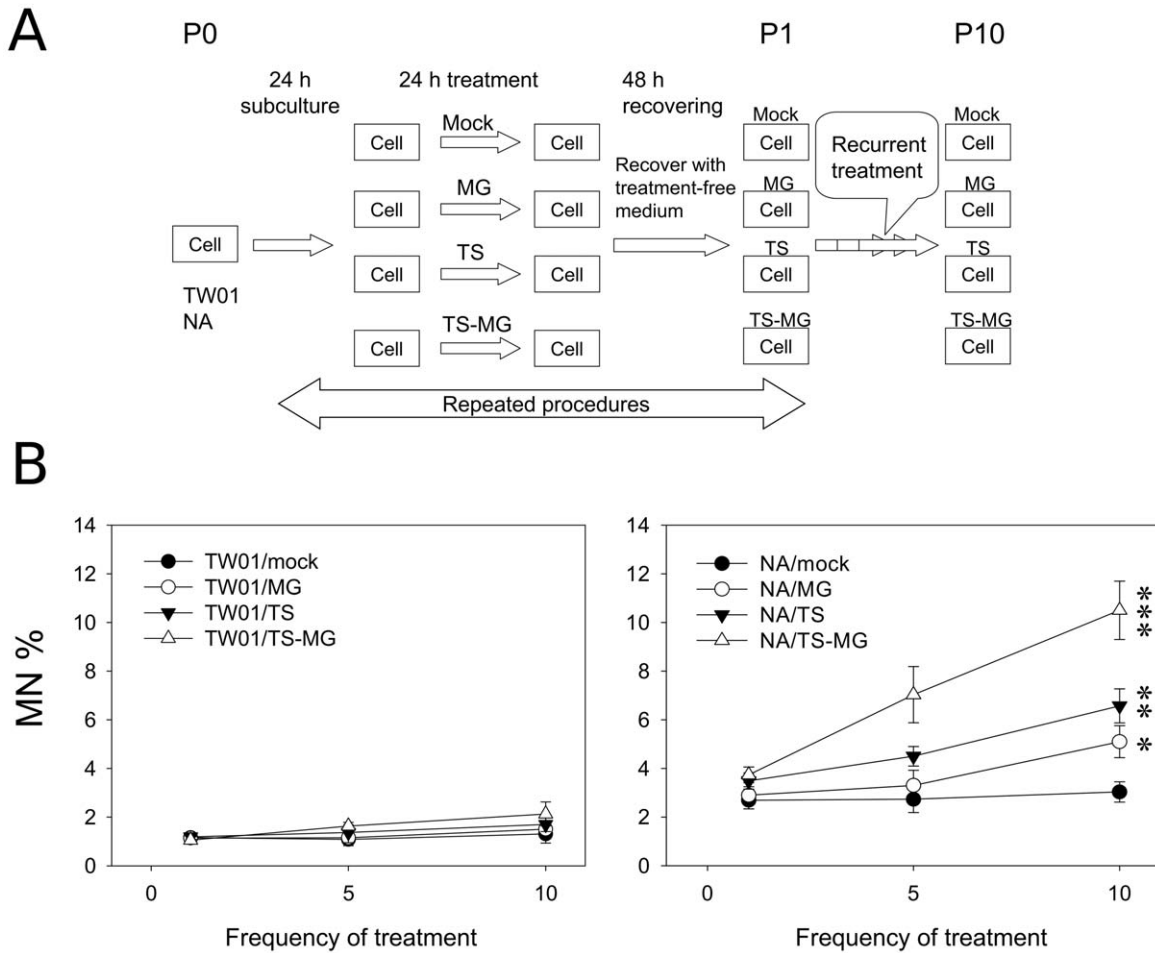 A
P0
P1
P10
24 h
subculture
24 h treatment
48 h
recovering
Mock
Cell
Cell
MG
Cell
Cell
TS
Cell
Cell
TS-MG
Cell
Cell
Cell
TW01
NA
Recover with
treatment-free
medium
Mock
Cell
MG
Cell
TS
Cell
TS-MG
Cell
Recurrent
treatment
Mock
Cell
MG
Cell
TS
Cell
TS-MG
Cell
Repeated procedures
B
MN %
14
12
10
8
6
4
2
0
TW01/mock
TW01/MG
TW01/TS
TW01/TS-MG
0 5 10
Frequency of treatment
14
12
10
8
6
4
2
0
NA/mock
NA/MG
NA/TS
NA/TS-MG
***
**
*
0 5 10
Frequency of treatment